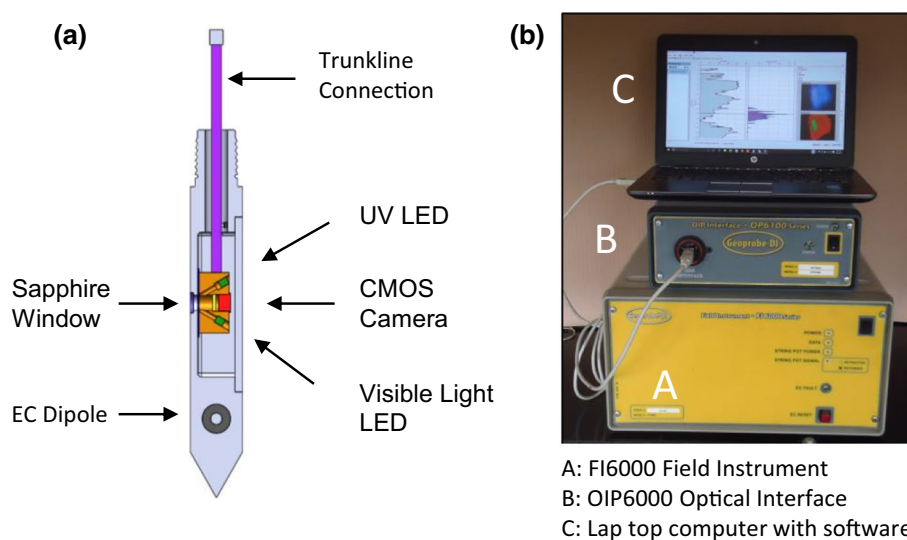 (a)
Trunkline
Connection
UV LED
Sapphire
Window
CMOS
Camera
Visible Light
LED
EC Dipole
(b)
C
B
OIP Interface - OP6100 Series
Geoprobe-DI
A
Field Instrument - FI 6000 Series
POWER
DATA
STRING POT POWER
STRING POT SIGNAL
EC FAULT
EC RESET
A: FI6000 Field Instrument
B: OIP6000 Optical Interface
C: Lap top computer with software